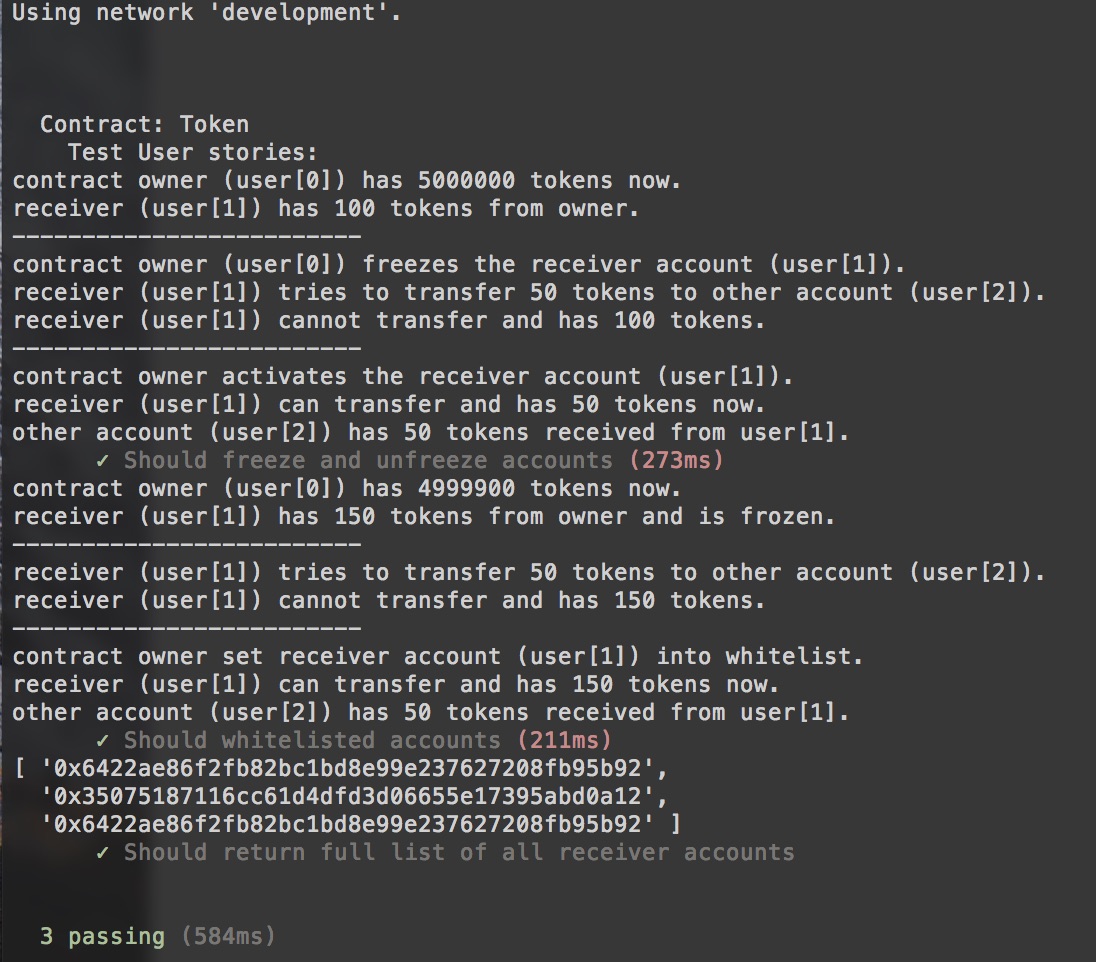 Using network 'development'.
Contract: Token
Test User stories:
contract owner (user[0]) has 5000000 tokens now.
receiver (user[1]) has 100 tokens from owner.
-------------------------
contract owner (user[0]) freezes the receiver account (user[1]).
receiver (user[1]) tries to transfer 50 tokens to other account (user[2]).
receiver (user[1]) cannot transfer and has 100 tokens.
-------------------------
contract owner activates the receiver account (user[1]).
receiver (user[1]) can transfer and has 50 tokens now.
other account (user[2]) has 50 tokens received from user[1].
✓ Should freeze and unfreeze accounts (273ms)
contract owner (user[0]) has 4999900 tokens now.
receiver (user[1]) has 150 tokens from owner and is frozen.
-------------------------
receiver (user[1]) tries to transfer 50 tokens to other account (user[2]).
receiver (user[1]) cannot transfer and has 150 tokens.
-------------------------
contract owner set receiver account (user[1]) into whitelist.
receiver (user[1]) can transfer and has 150 tokens now.
other account (user[2]) has 50 tokens received from user[1].
✓ Should whitelisted accounts (211ms)
[ '0x6422ae86f2fb82bc1bd8e99e237627208fb95b92',
'0x35075187116cc61d4dfd3d06655e17395abd0a12',
'0x6422ae86f2fb82bc1bd8e99e237627208fb95b92' ]
✓ Should return full list of all receiver accounts
3 passing (584ms)